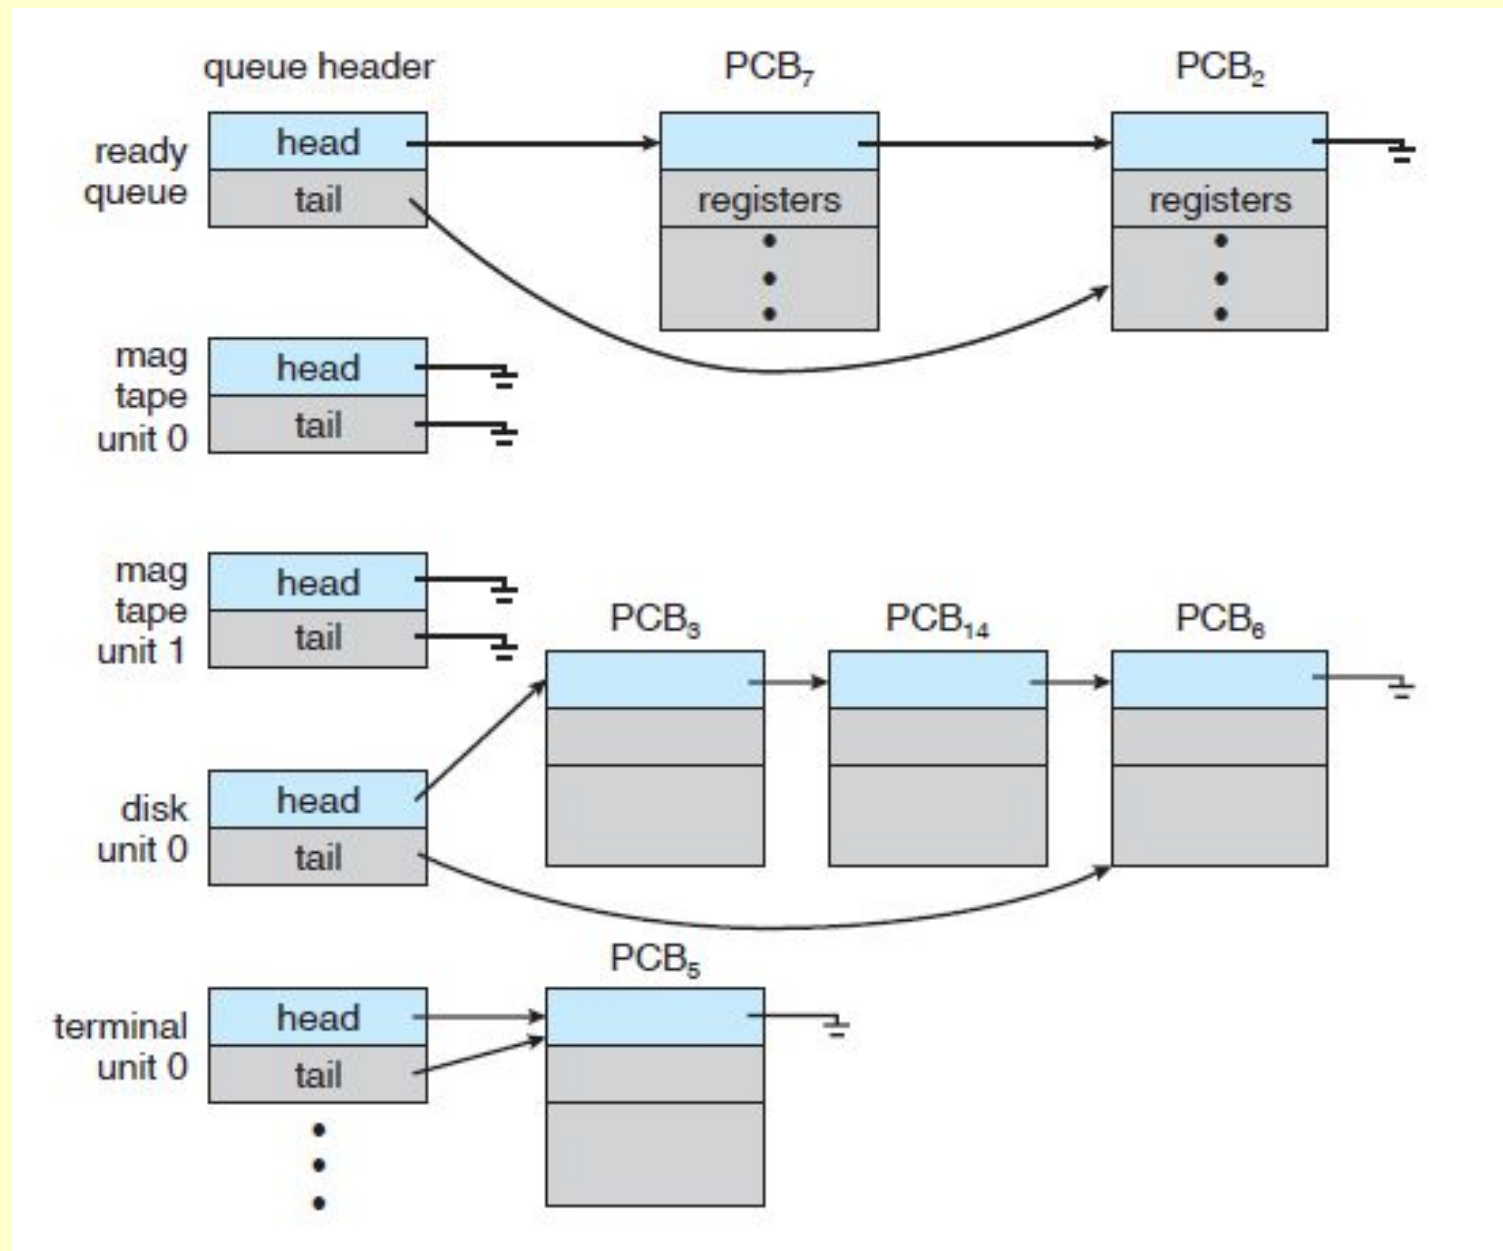 queue header
PCB₇
PCB₂
ready
queue
head
tail
registers
registers
mag
tape
unit 0
head
tail
mag
tape
unit 1
head
tail
PCB₃
PCB₁₄
PCB₆
disk
unit 0
head
tail
PCB₅
terminal
unit 0
head
tail